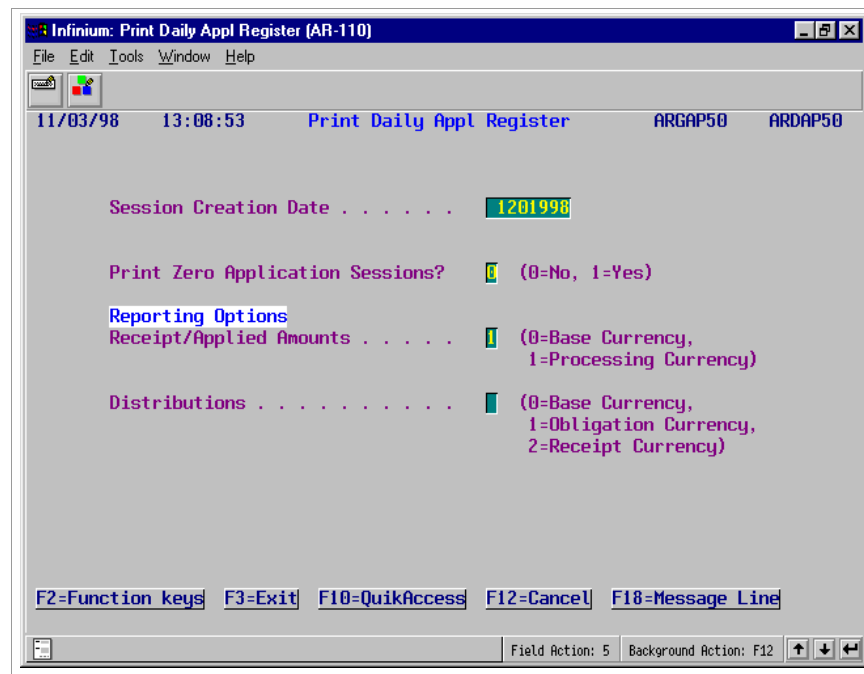 Infinium: Print Daily Appl Register (AR-110)
File Edit Tools Window Help
11/03/98 13:08:53 Print Daily Appl Register ARGAP50 ARDAP50
Session Creation Date . . . . . . 1201998
Print Zero Application Sessions? 0 (0=No, 1=Yes)
Reporting Options
Receipt/Applied Amounts . . . . . 1 (0=Base Currency,
1=Processing Currency)
Distributions . . . . . . . . . . (0=Base Currency,
1=Obligation Currency,
2=Receipt Currency)
F2=Function keys F3=Exit F10=QuikAccess F12=Cancel F18=Message Line
Field Action: 5 Background Action: F12